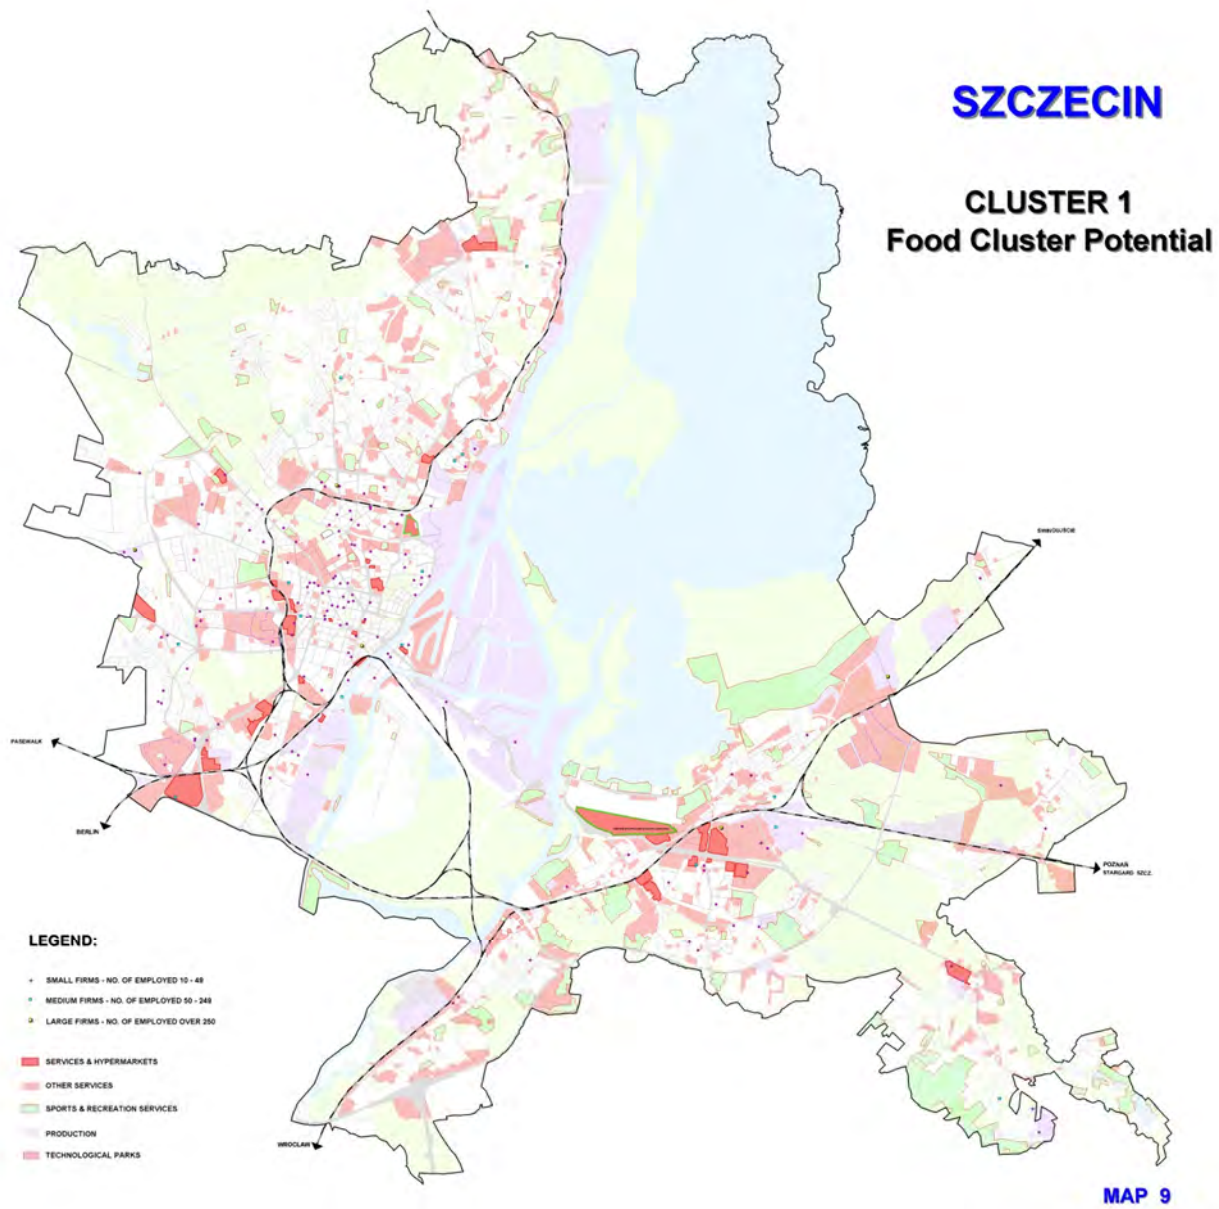 SZCZECIN
CLUSTER 1
Food Cluster Potential
ŚWINOUJŚCIE
PASEWALK
BERLIN
POZNAŃ
STARGARD SZCZ.
WROCŁAW
LEGEND:
SMALL FIRMS - NO. OF EMPLOYED 10 - 49
MEDIUM FIRMS - NO. OF EMPLOYED 50 - 249
LARGE FIRMS - NO. OF EMPLOYED OVER 250
SERVICES & HYPERMARKETS
OTHER SERVICES
SPORTS & RECREATION SERVICES
PRODUCTION
TECHNOLOGICAL PARKS
MAP 9